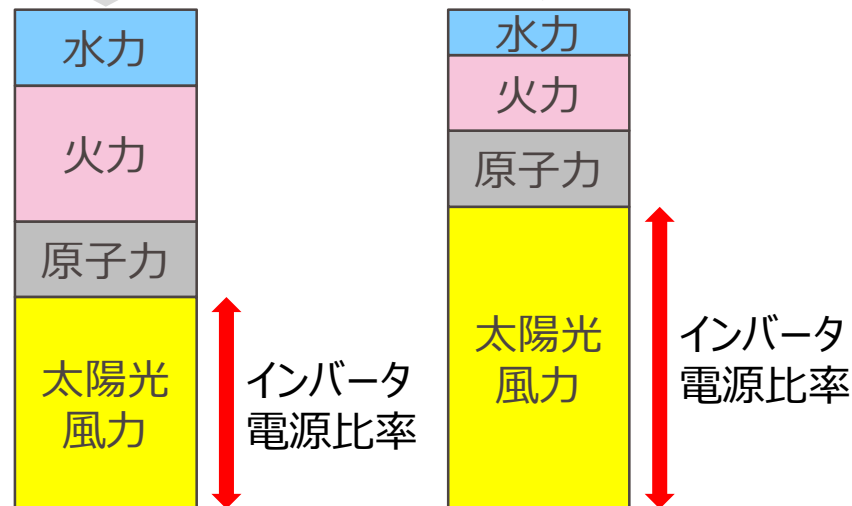 水力
火力
原子力
太陽光
風力
インバータ
電源比率
水力
火力
原子力
太陽光
風力
インバータ
電源比率